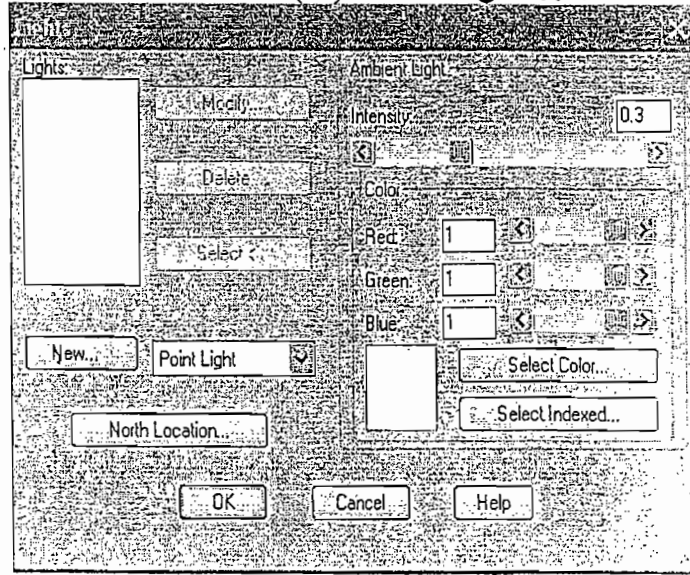 Lights
Lights:
Modify...
Delete
Select <
New...
Point Light
North Location...
Ambient Light
Intensity:
0.3
Color
Red:
1
Green:
1
Blue:
1
Select Color...
Select Indexed...
OK
Cancel
Help